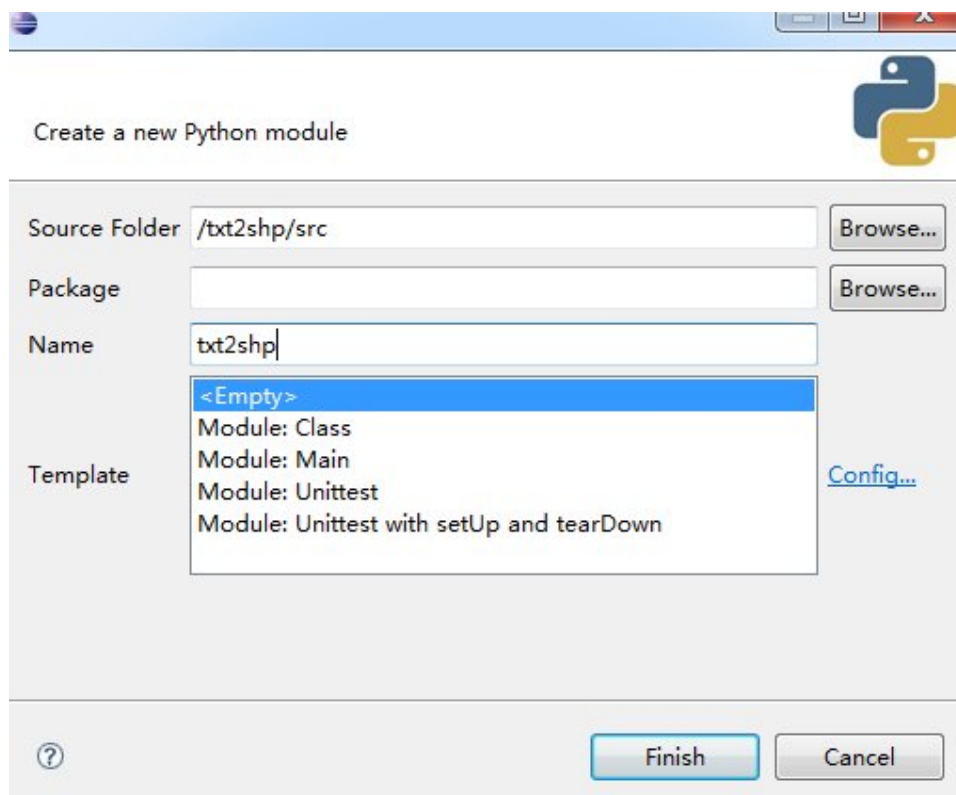 Create a new Python module
Source Folder /txt2shp/src Browse...
Package Browse...
Name txt2shp
<Empty>
Module: Class
Module: Main
Template Module: Unittest Config...
Module: Unittest with setUp and tearDown
Finish Cancel